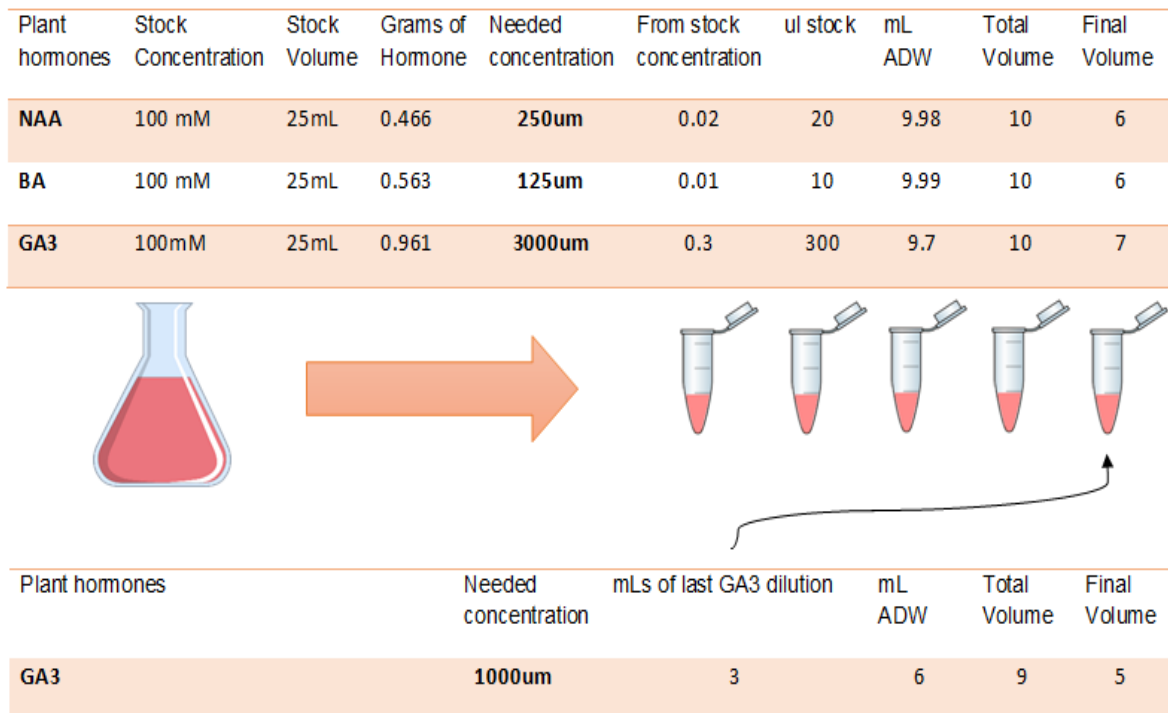 Plant hormones Stock Concentration Stock Volume Grams of Hormone Needed concentration From stock concentration ul stock mL ADW Total Volume Final Volume
NAA 100 mM 25mL 0.466 250um 0.02 20 9.98 10 6
BA 100 mM 25mL 0.563 125um 0.01 10 9.99 10 6
GA3 100mM 25mL 0.961 3000um 0.3 300 9.7 10 7
Plant hormones Needed concentration mLs of last GA3 dilution mL ADW Total Volume Final Volume
GA3 1000um 3 6 9 5